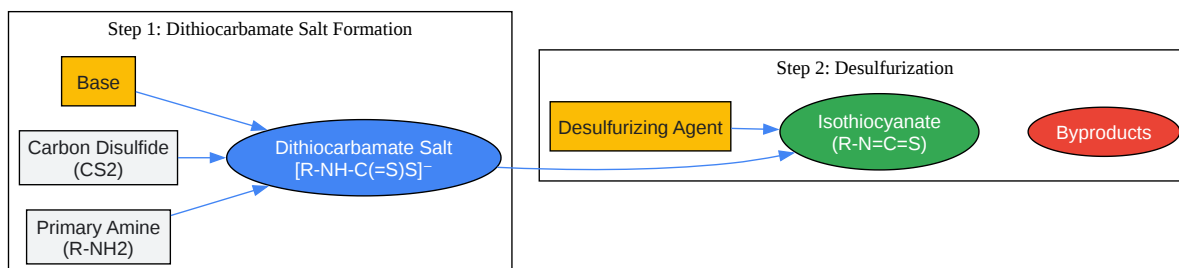 Step 1: Dithiocarbamate Salt Formation
Base
Carbon Disulfide
(CS2)
Primary Amine
(R-NH2)
Dithiocarbamate Salt
[R-NH-C(=S)S]⁻
Step 2: Desulfurization
Desulfurizing Agent
Isothiocyanate
(R-N=C=S)
Byproducts